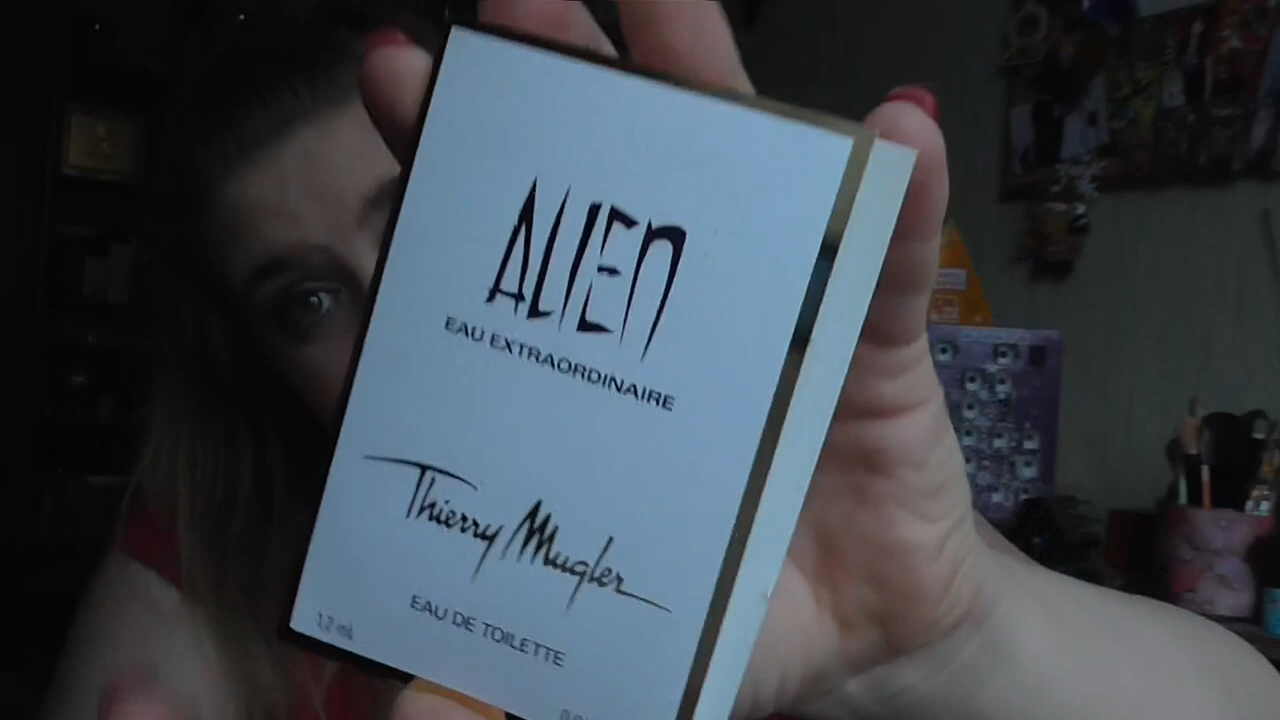 ALIEN
EAU EXTRAORDINAIRE
Thierry Mugler
EAU DE TOILETTE
1.2 ml